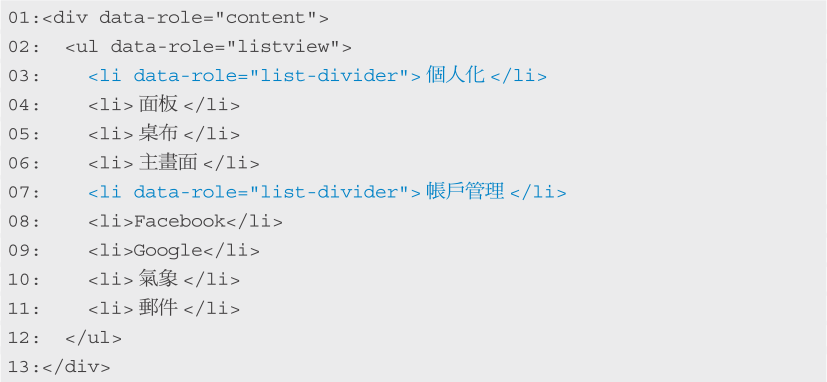 01:<div data-role="content">
02:  <ul data-role="listview">
03:    <li data-role="list-divider"> 個人化 </li>
04:    <li> 面板 </li>
05:    <li> 桌布 </li>
06:    <li> 主畫面 </li>
07:    <li data-role="list-divider"> 帳戶管理 </li>
08:    <li>Facebook</li>
09:    <li>Google</li>
10:    <li> 氣象 </li>
11:    <li> 郵件 </li>
12:  </ul>
13:</div>